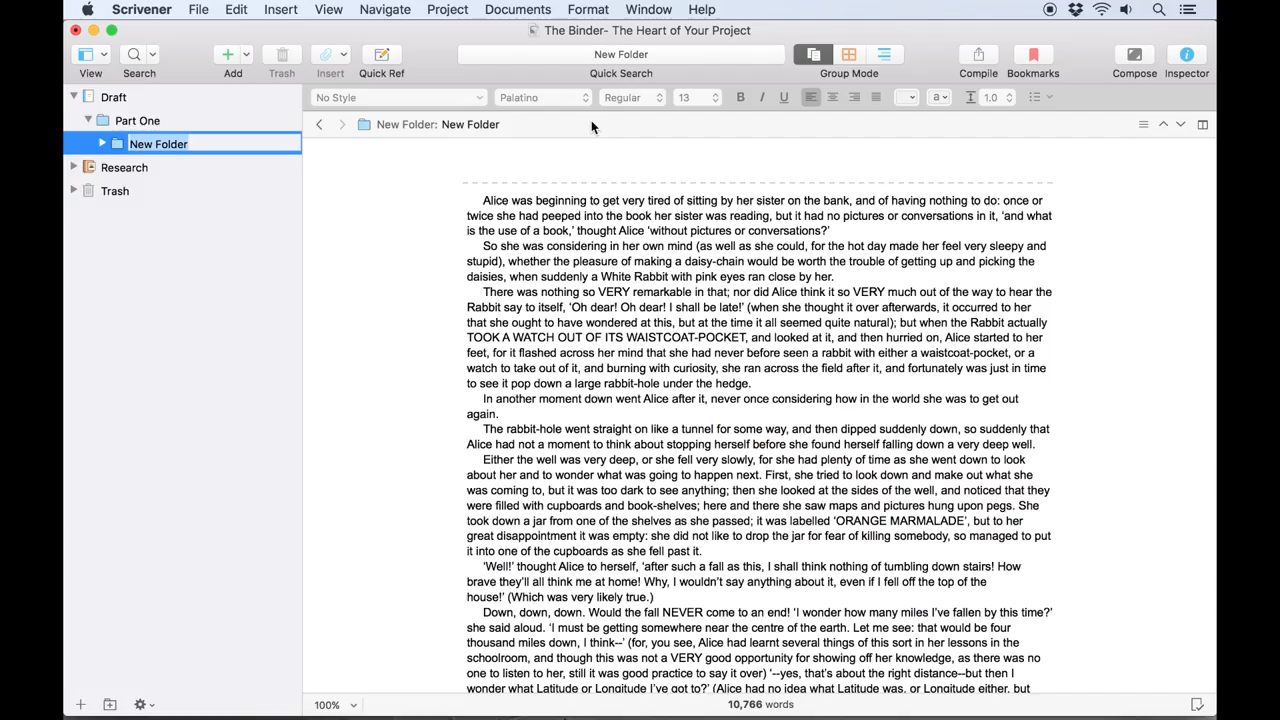 Scrivener File Edit Insert View Navigate Project Documents Format Window Help
The Binder- The Heart of Your Project
New Folder
View Search Add Trash Insert Quick Ref Quick Search Group Mode Compile Bookmarks Compose Inspector
No Style Palatino Regular 13 B I U a 1.0
Draft
Part One
New Folder
Research
Trash
New Folder: New Folder
Alice was beginning to get very tired of sitting by her sister on the bank, and of having nothing to do: once or
twice she had peeped into the book her sister was reading, but it had no pictures or conversations in it, ‘and what
is the use of a book,’ thought Alice ‘without pictures or conversations?’
So she was considering in her own mind (as well as she could, for the hot day made her feel very sleepy and
stupid), whether the pleasure of making a daisy-chain would be worth the trouble of getting up and picking the
daisies, when suddenly a White Rabbit with pink eyes ran close by her.
There was nothing so VERY remarkable in that; nor did Alice think it so VERY much out of the way to hear the
Rabbit say to itself, ‘Oh dear! Oh dear! I shall be late!’ (when she thought it over afterwards, it occurred to her
that she ought to have wondered at this, but at the time it all seemed quite natural); but when the Rabbit actually
TOOK A WATCH OUT OF ITS WAISTCOAT-POCKET, and looked at it, and then hurried on, Alice started to her
feet, for it flashed across her mind that she had never before seen a rabbit with either a waistcoat-pocket, or a
watch to take out of it, and burning with curiosity, she ran across the field after it, and fortunately was just in time
to see it pop down a large rabbit-hole under the hedge.
In another moment down went Alice after it, never once considering how in the world she was to get out
again.
The rabbit-hole went straight on like a tunnel for some way, and then dipped suddenly down, so suddenly that
Alice had not a moment to think about stopping herself before she found herself falling down a very deep well.
Either the well was very deep, or she fell very slowly, for she had plenty of time as she went down to look
about her and to wonder what was going to happen next. First, she tried to look down and make out what she
was coming to, but it was too dark to see anything; then she looked at the sides of the well, and noticed that they
were filled with cupboards and book-shelves; here and there she saw maps and pictures hung upon pegs. She
took down a jar from one of the shelves as she passed; it was labelled ‘ORANGE MARMALADE’, but to her
great disappointment it was empty: she did not like to drop the jar for fear of killing somebody, so managed to put
it into one of the cupboards as she fell past it.
‘Well!’ thought Alice to herself, ‘after such a fall as this, I shall think nothing of tumbling down stairs! How
brave they’ll all think me at home! Why, I wouldn’t say anything about it, even if I fell off the top of the
house!’ (Which was very likely true.)
Down, down, down. Would the fall NEVER come to an end! ‘I wonder how many miles I’ve fallen by this time?’
she said aloud. ‘I must be getting somewhere near the centre of the earth. Let me see: that would be four
thousand miles down, I think--’ (for, you see, Alice had learnt several things of this sort in her lessons in the
schoolroom, and though this was not a VERY good opportunity for showing off her knowledge, as there was no
one to listen to her, still it was good practice to say it over) ‘--yes, that’s about the right distance--but then I
wonder what Latitude or Longitude I’ve got to?’ (Alice had no idea what Latitude was, or Longitude either, but
100% 10,766 words